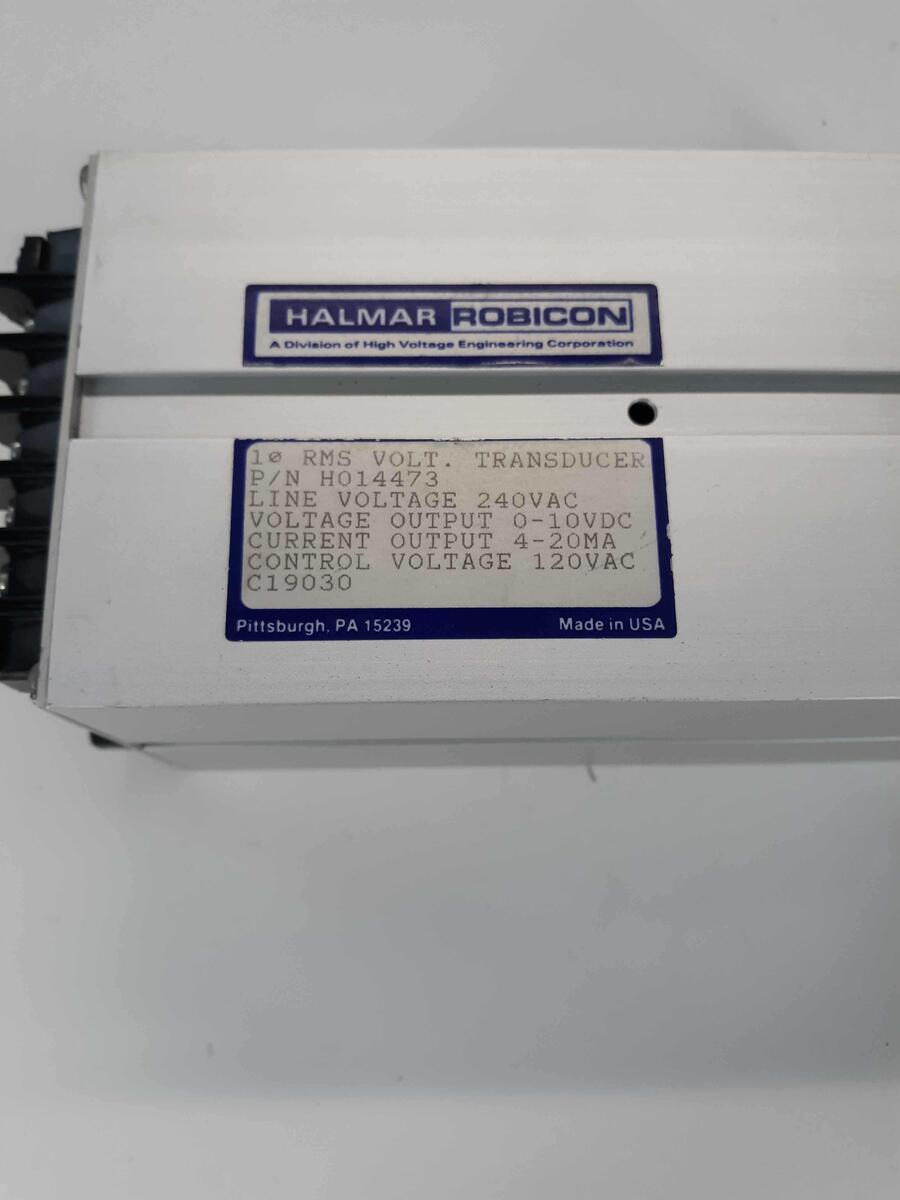 HALMAR ROBICON
A Division of High Voltage Engineering Corporation
1ø RMS VOLT. TRANSDUCER
P/N H014473
LINE VOLTAGE 240VAC
VOLTAGE OUTPUT 0-10VDC
CURRENT OUTPUT 4-20MA
CONTROL VOLTAGE 120VAC
C19030
Pittsburgh, PA 15239 Made in USA